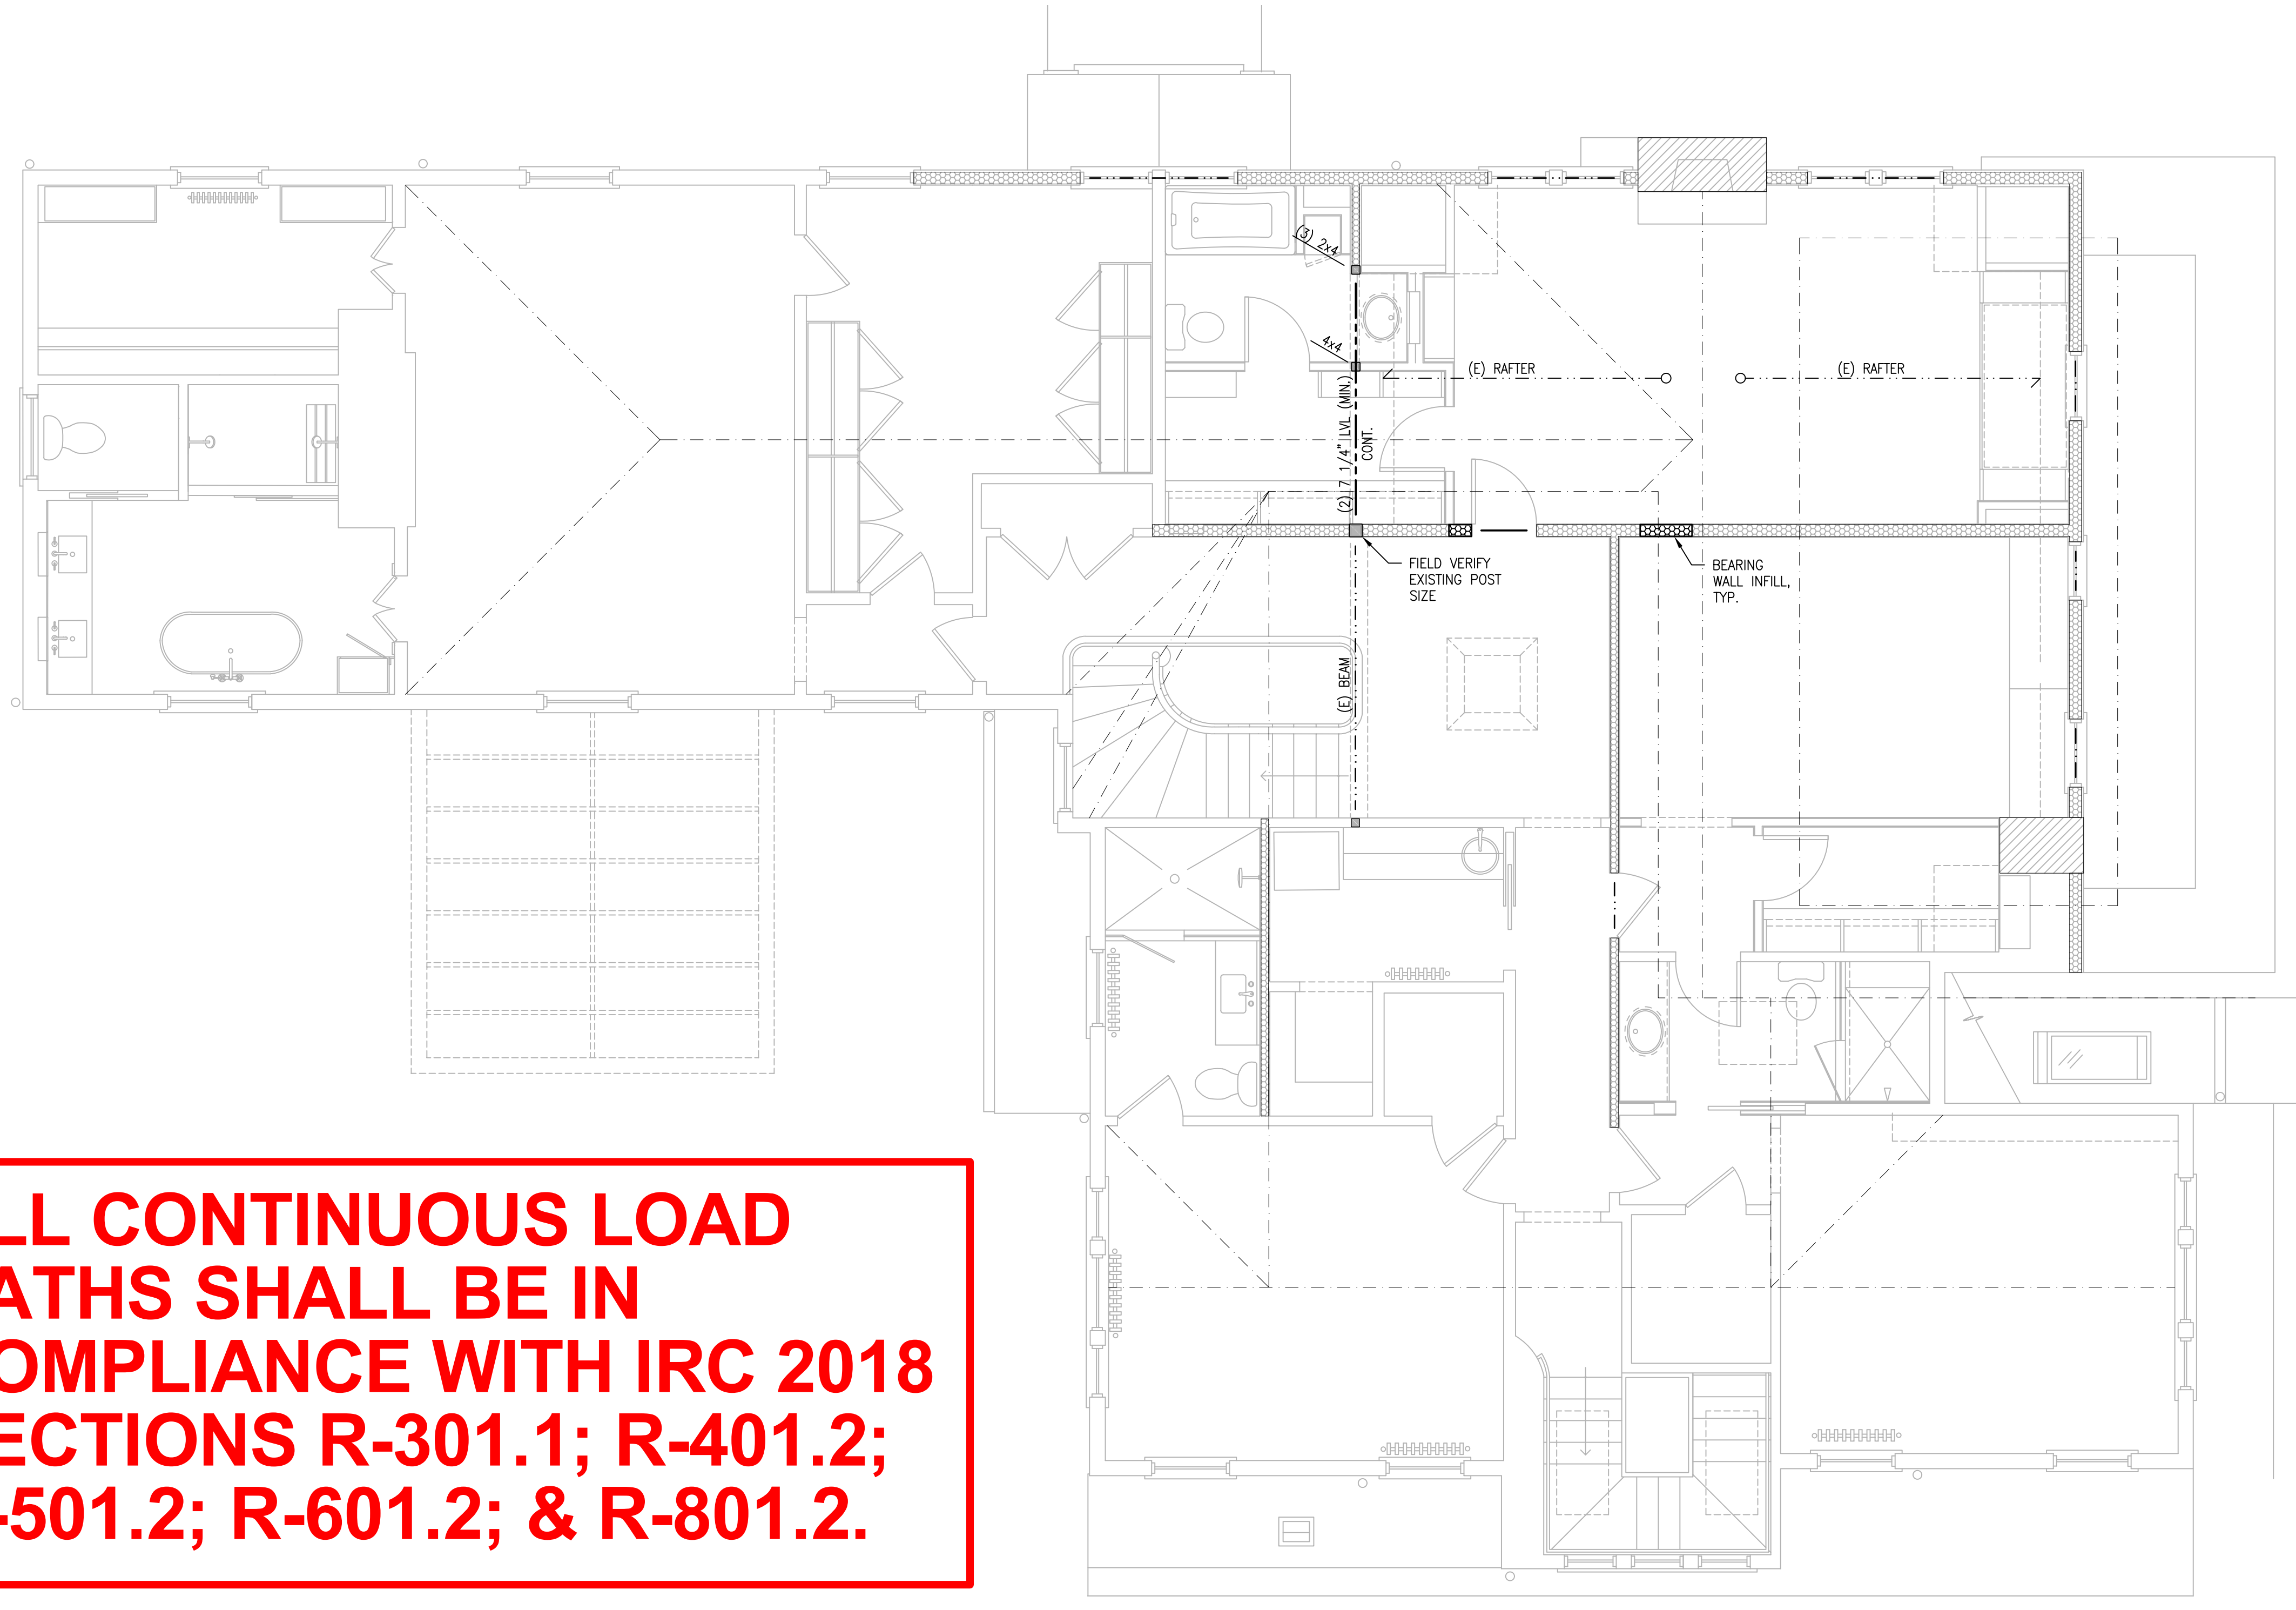 (3) 2x4
4x4
(2) 7 1/4" LVL (MIN.)
CONT.
(E) RAFTER
(E) RAFTER
FIELD VERIFY
EXISTING POST
SIZE
BEARING
WALL INFILL,
TYP.
(E) BEAM
LL CONTINUOUS LOAD
ATHS SHALL BE IN
OMPLIANCE WITH IRC 2018
ECTIONS R-301.1; R-401.2;
-501.2; R-601.2; & R-801.2.